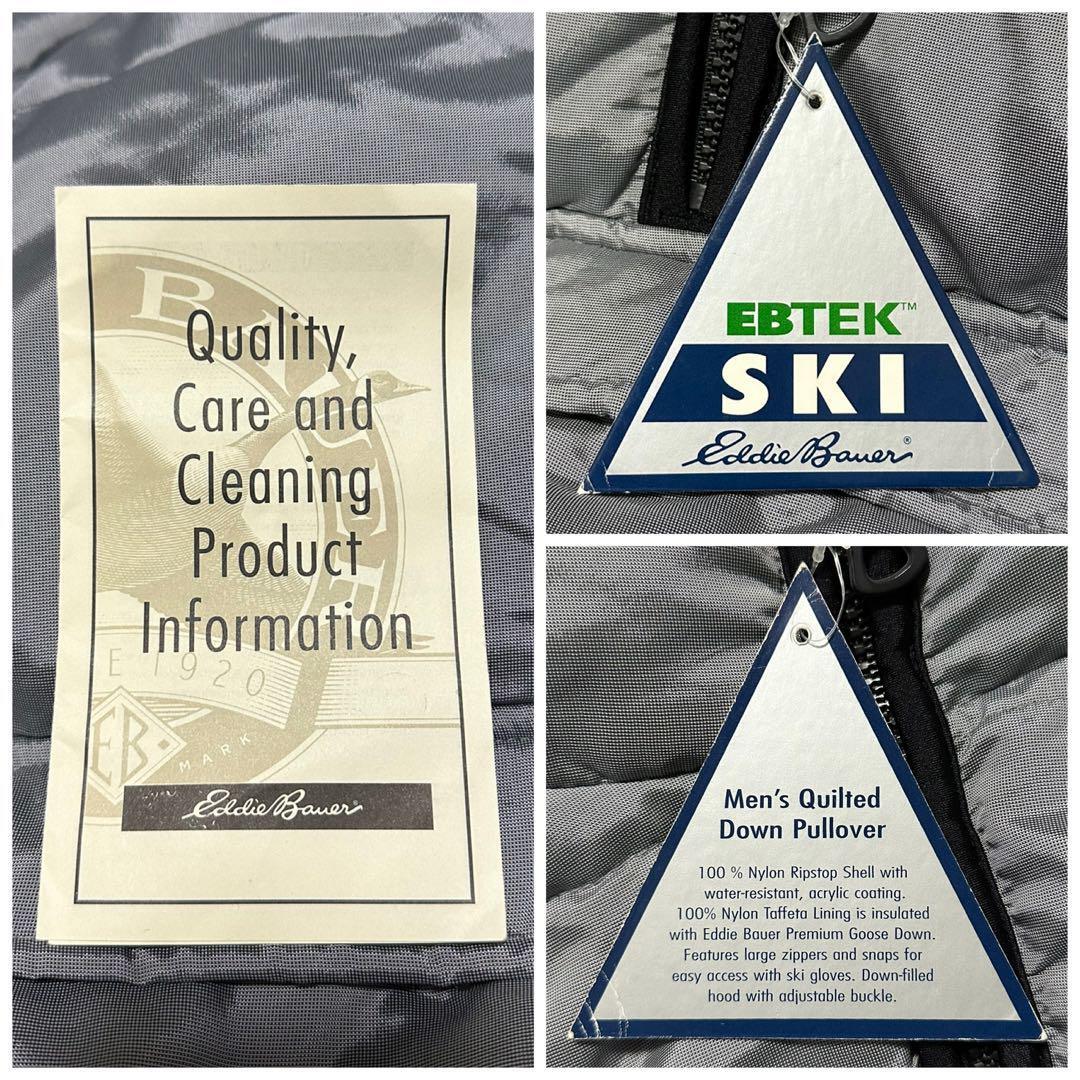 Quality,
Care and
Cleaning
Product
Information
E 1920
EB
MARK
Eddie Bauer
EBTEK™
SKI
Eddie Bauer®
Men's Quilted
Down Pullover
100 % Nylon Ripstop Shell with
water-resistant, acrylic coating.
100% Nylon Taffeta Lining is insulated
with Eddie Bauer Premium Goose Down.
Features large zippers and snaps for
easy access with ski gloves. Down-filled
hood with adjustable buckle.